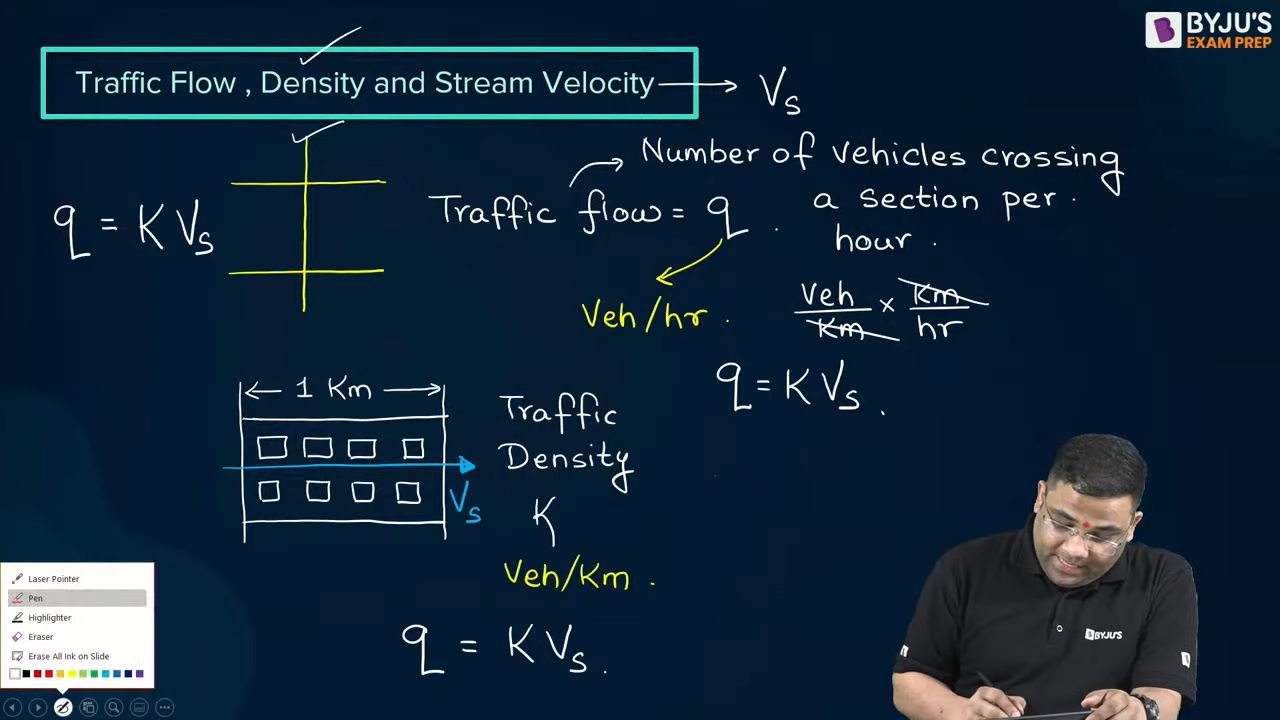 BYJU'S
EXAM PREP
Traffic Flow , Density and Stream Velocity
Vs
Number of vehicles crossing
a section per
hour .
Traffic flow = q .
q = K Vs
Veh/hr .
Veh/Km × Km/hr
q = K Vs .
1 Km
Traffic
Density
K
Veh/Km .
Vs
q = K Vs .
Laser Pointer
Pen
Highlighter
Eraser
Erase All Ink on Slide
BYJU'S